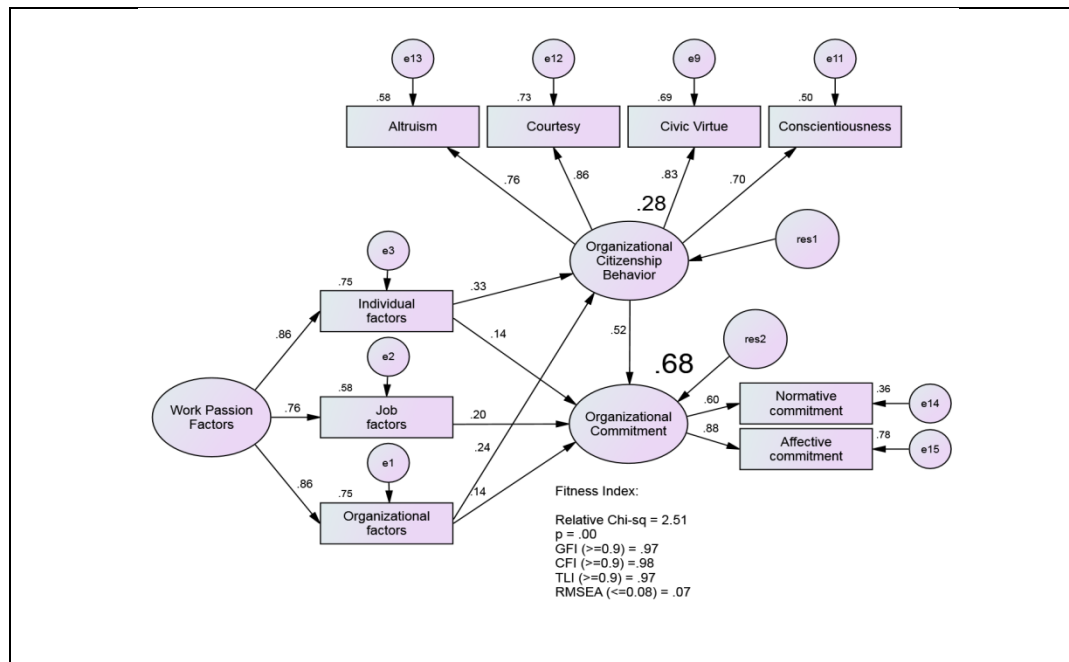 e13
e12
e9
e11
.58
.73
.69
.50
Altruism
Courtesy
Civic Virtue
Conscientiousness
.76
.86
.83
.70
.28
Organizational
Citizenship
Behavior
res1
e3
.75
Individual
factors
.33
.14
.86
e2
.52
res2
.68
.58
Work Passion
Factors
.76
Job
factors
.20
Organizational
Commitment
.60
.88
Normative
commitment
.36
e14
Affective
commitment
.78
e15
.24
e1
.86
.75
Organizational
factors
.14
Fitness Index:
Relative Chi-sq = 2.51
p = .00
GFI (>=0.9) = .97
CFI (>=0.9) =.98
TLI (>=0.9) = .97
RMSEA (<=0.08) = .07